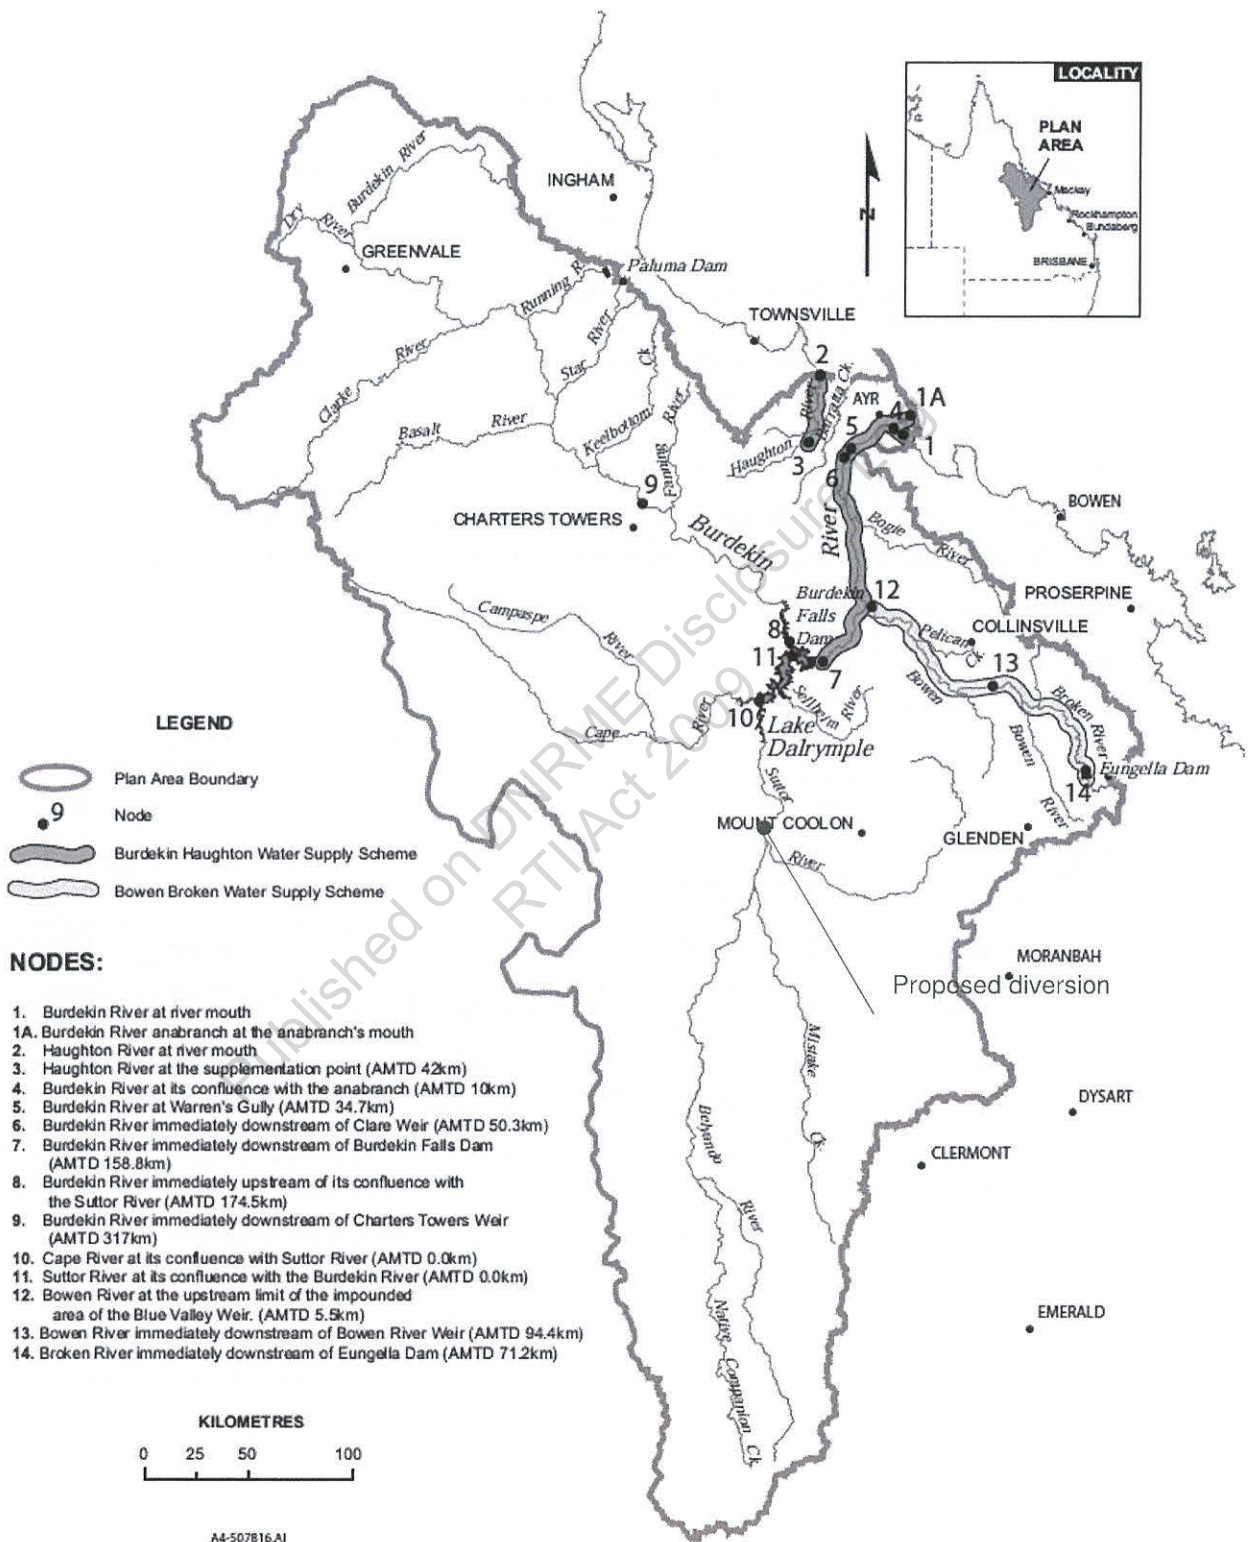 LOCALITY
PLAN
AREA
Mackay
Rockhampton
Bundaberg
BRISBANE
N
INGHAM
Burdekin River
Dry
River
GREENVALE
Paluma Dam
Running R.
TOWNSVILLE
Star
River
Clarke
River
Ck
2
River
Barratta Ck.
AYR
4
1A
1
5
Basalt
River
Keelbottom
River
Fanning
Haughton
3
6
9
BOWEN
CHARTERS TOWERS
Burdekin
River
Bogie
River
PROSERPINE
Campaspe
River
Burdekin
Falls
Dam
12
8
11
7
Pelican
Ck
COLLINSVILLE
13
Bowen
Broken River
10
Sellheim
River
Cape
River
Lake
Dalrymple
Bowen
River
Eungella Dam
14
Suttor
River
MOUNT COOLON
GLENDEN
MORANBAH
Proposed diversion
Mistake
Ck.
DYSART
Belyando
River
CLERMONT
Native Companion Ck
EMERALD
LEGEND
Plan Area Boundary
9
Node
Burdekin Haughton Water Supply Scheme
Bowen Broken Water Supply Scheme
NODES:
1. Burdekin River at river mouth
1A. Burdekin River anabranch at the anabranch's mouth
2. Haughton River at river mouth
3. Haughton River at the supplementation point (AMTD 42km)
4. Burdekin River at its confluence with the anabranch (AMTD 10km)
5. Burdekin River at Warren's Gully (AMTD 34.7km)
6. Burdekin River immediately downstream of Clare Weir (AMTD 50.3km)
7. Burdekin River immediately downstream of Burdekin Falls Dam
(AMTD 158.8km)
8. Burdekin River immediately upstream of its confluence with
the Suttor River (AMTD 174.5km)
9. Burdekin River immediately downstream of Charters Towers Weir
(AMTD 317km)
10. Cape River at its confluence with Suttor River (AMTD 0.0km)
11. Suttor River at its confluence with the Burdekin River (AMTD 0.0km)
12. Bowen River at the upstream limit of the impounded
area of the Blue Valley Weir. (AMTD 5.5km)
13. Bowen River immediately downstream of Bowen River Weir (AMTD 94.4km)
14. Broken River immediately downstream of Eungella Dam (AMTD 71.2km)
KILOMETRES
0 25 50 100
A4-507816.AI
Published on DNRME Disclosure Log
RTI Act 2009